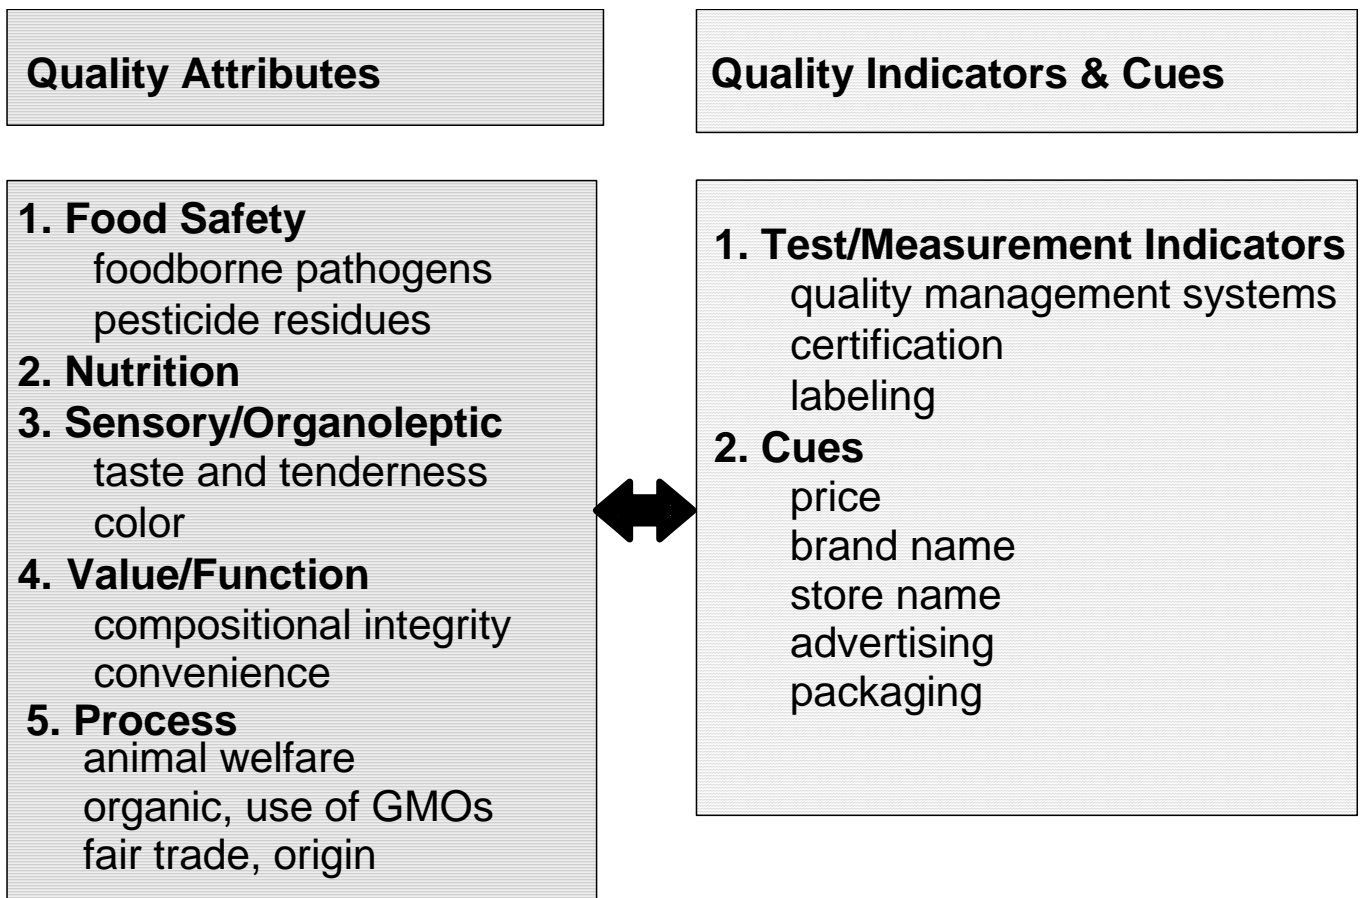 Quality Attributes
Quality Indicators & Cues
1. Food Safety
foodborne pathogens
pesticide residues
2. Nutrition
3. Sensory/Organoleptic
taste and tenderness
color
4. Value/Function
compositional integrity
convenience
5. Process
animal welfare
organic, use of GMOs
fair trade, origin
1. Test/Measurement Indicators
quality management systems
certification
labeling
2. Cues
price
brand name
store name
advertising
packaging